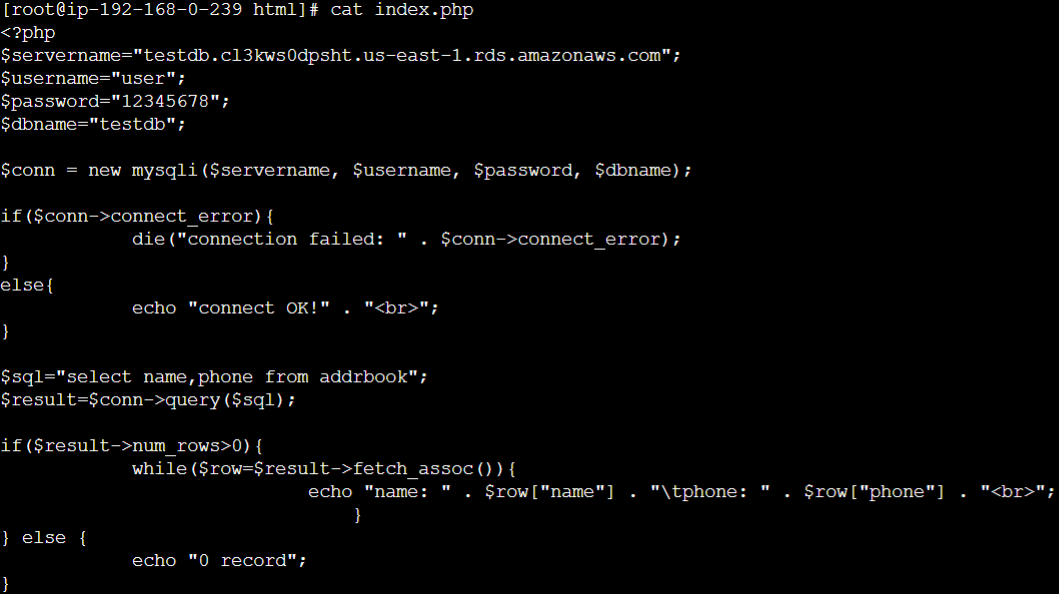 [root@ip-192-168-0-239 html]# cat index.php
<?php
$servername="testdb.cl3kws0dpsht.us-east-1.rds.amazonaws.com";
$username="user";
$password="12345678";
$dbname="testdb";
$conn = new mysqli($servername, $username, $password, $dbname);
if($conn->connect_error){
die("connection failed: " . $conn->connect_error);
}
else{
echo "connect OK!" . "<br>";
}
$sql="select name,phone from addrbook";
$result=$conn->query($sql);
if($result->num_rows>0){
while($row=$result->fetch_assoc()){
echo "name: " . $row["name"] . "\tphone: " . $row["phone"] . "<br>";
}
} else {
echo "0 record";
}